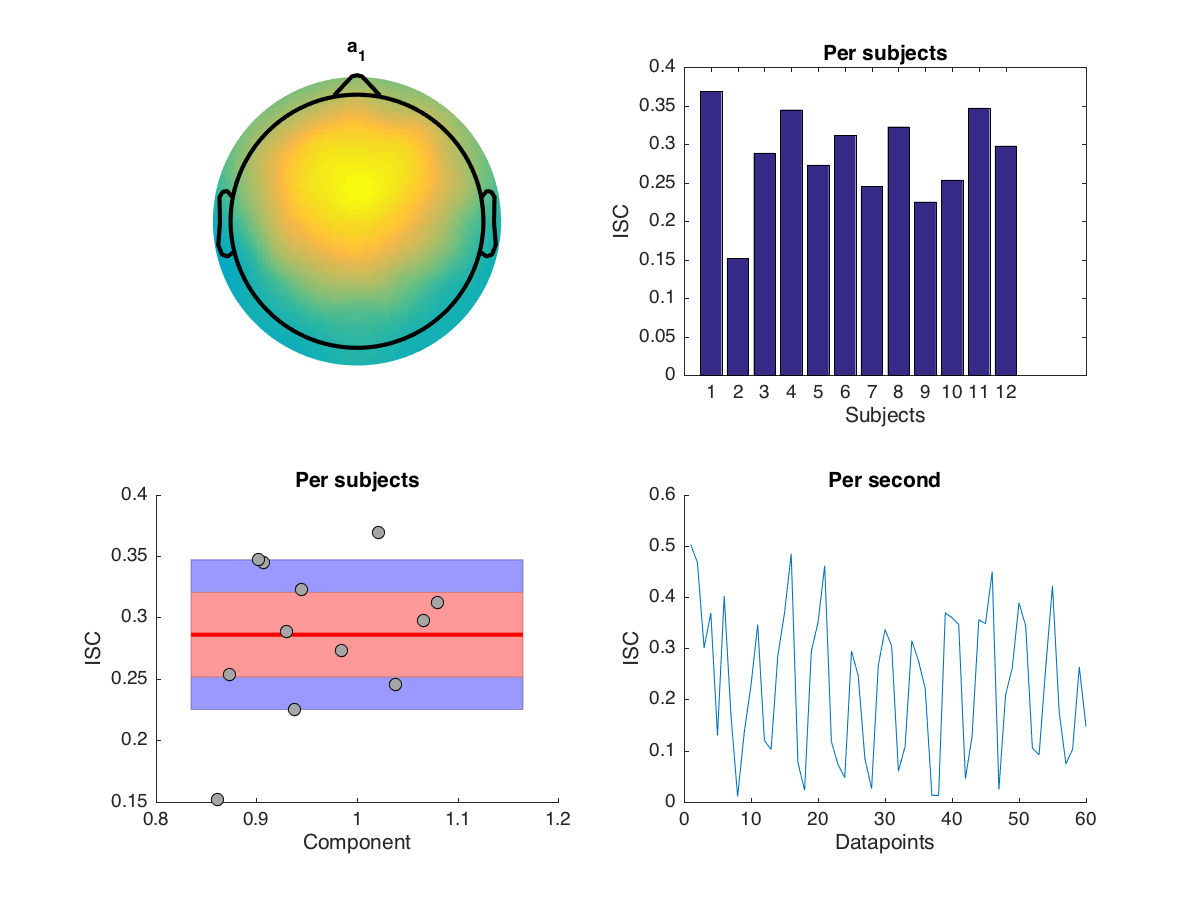 a1
Per subjects
0.4
0.35
0.3
0.25
0.2
0.15
0.1
0.05
0
ISC
1 2 3 4 5 6 7 8 9 10 11 12
Subjects
Per subjects
0.4
0.35
0.3
0.25
0.2
0.15
ISC
0.8 0.9 1 1.1 1.2
Component
Per second
0.6
0.5
0.4
0.3
0.2
0.1
0
ISC
0 10 20 30 40 50 60
Datapoints